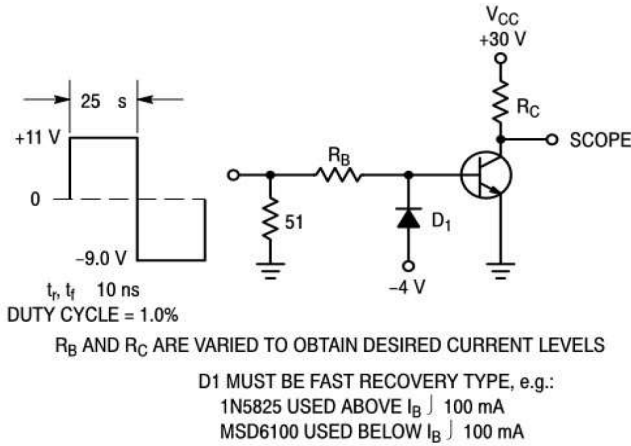 VCC
+30 V
25 s
RC
+11 V
SCOPE
RB
0
51
D1
−9.0 V
−4 V
tr, tf 10 ns
DUTY CYCLE = 1.0%
RB AND RC ARE VARIED TO OBTAIN DESIRED CURRENT LEVELS
D1 MUST BE FAST RECOVERY TYPE, e.g.:
1N5825 USED ABOVE IB ⌡ 100 mA
MSD6100 USED BELOW IB ⌡ 100 mA